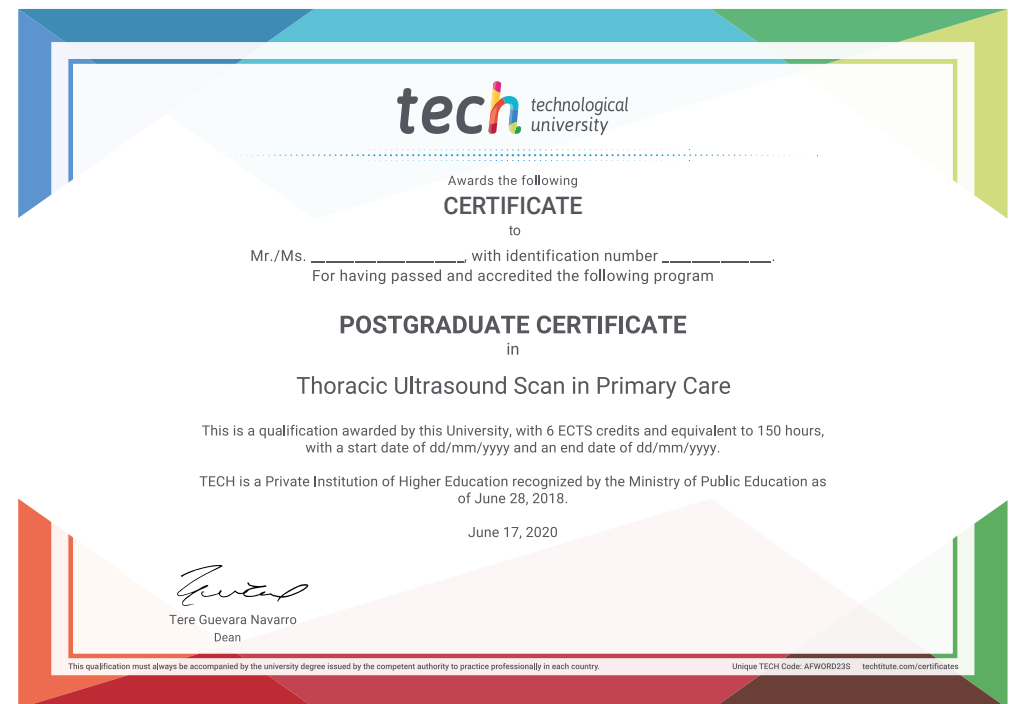 tech technological
university
Awards the following
CERTIFICATE
to
Mr./Ms. __________________, with identification number _____________.
For having passed and accredited the following program
POSTGRADUATE CERTIFICATE
in
Thoracic Ultrasound Scan in Primary Care
This is a qualification awarded by this University, with 6 ECTS credits and equivalent to 150 hours,
with a start date of dd/mm/yyyy and an end date of dd/mm/yyyy.
TECH is a Private Institution of Higher Education recognized by the Ministry of Public Education as
of June 28, 2018.
June 17, 2020
Tere Guevara Navarro
Dean
This qualification must always be accompanied by the university degree issued by the competent authority to practice professionally in each country.
Unique TECH Code: AFWORD23S techtitute.com/certificates